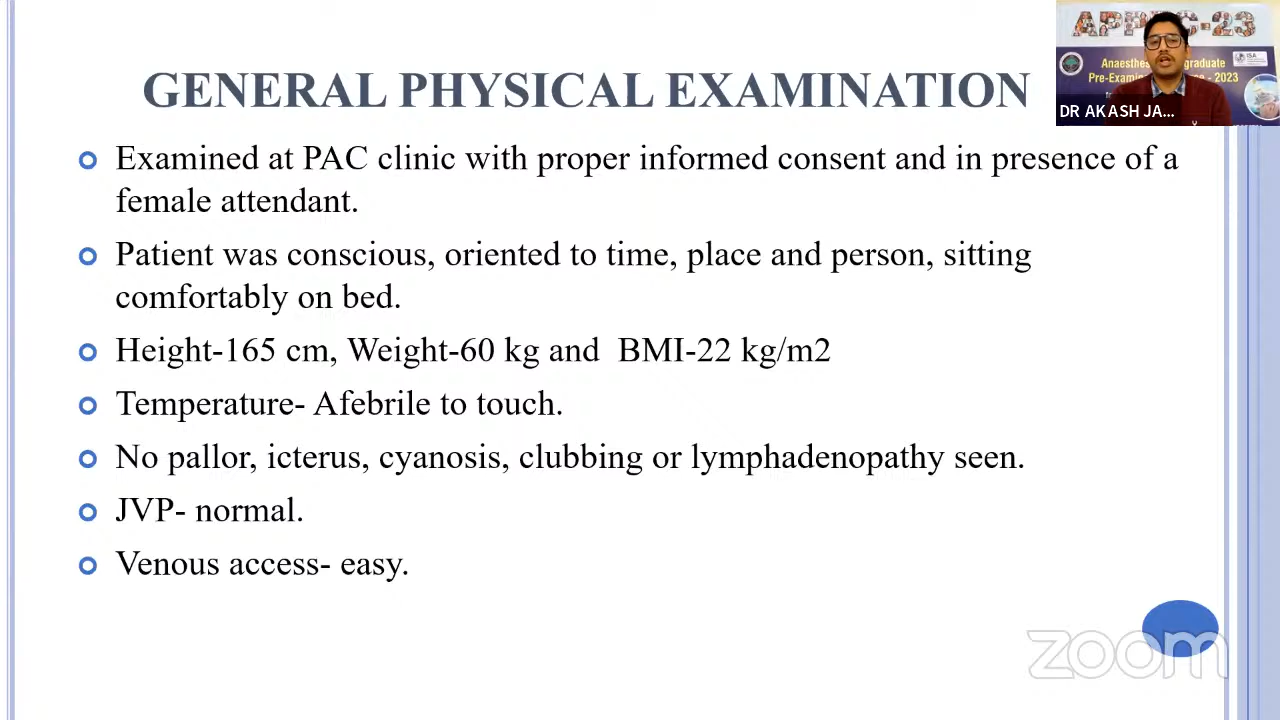 GENERAL PHYSICAL EXAMINATION
Examined at PAC clinic with proper informed consent and in presence of a
female attendant.
Patient was conscious, oriented to time, place and person, sitting
comfortably on bed.
Height-165 cm, Weight-60 kg and BMI-22 kg/m2
Temperature- Afebrile to touch.
No pallor, icterus, cyanosis, clubbing or lymphadenopathy seen.
JVP- normal.
Venous access- easy.
-23
ISA
Pre-Exam
- 2023
DR AKASH JA...
zoom